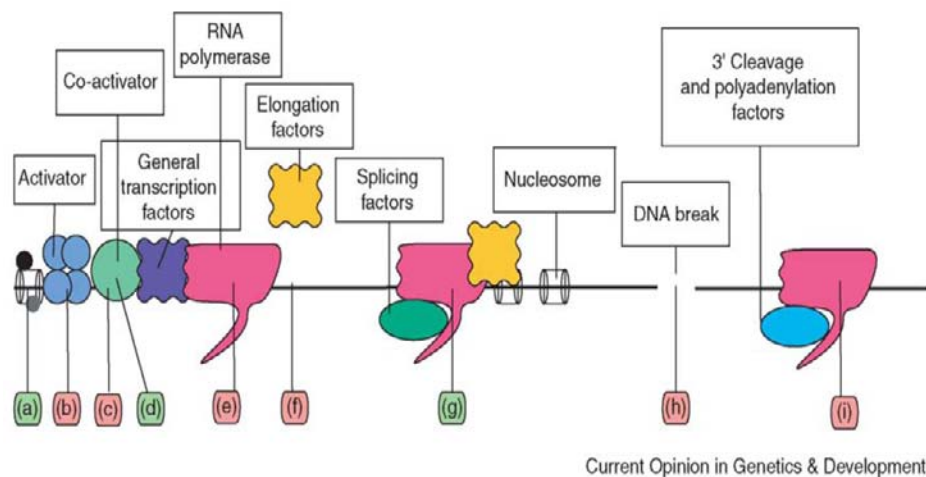 RNA
polymerase
Co-activator
3' Cleavage
and polyadenylation
factors
Elongation
factors
Activator
General
transcription
factors
Splicing
factors
Nucleosome
DNA break
(a)
(b)
(c)
(d)
(e)
(f)
(g)
(h)
(i)
Current Opinion in Genetics & Development